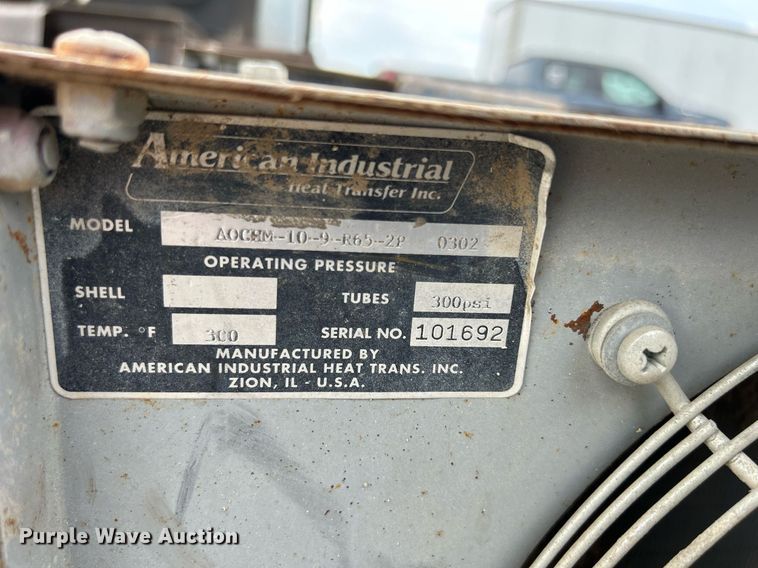 American Industrial
Heat Transfer Inc.
MODEL AOCHM-10-9-R65-2P 0302
OPERATING PRESSURE
SHELL TUBES 300psi
TEMP. °F 300 SERIAL NO. 101692
MANUFACTURED BY
AMERICAN INDUSTRIAL HEAT TRANS. INC.
ZION, IL - U.S.A.
Purple Wave Auction